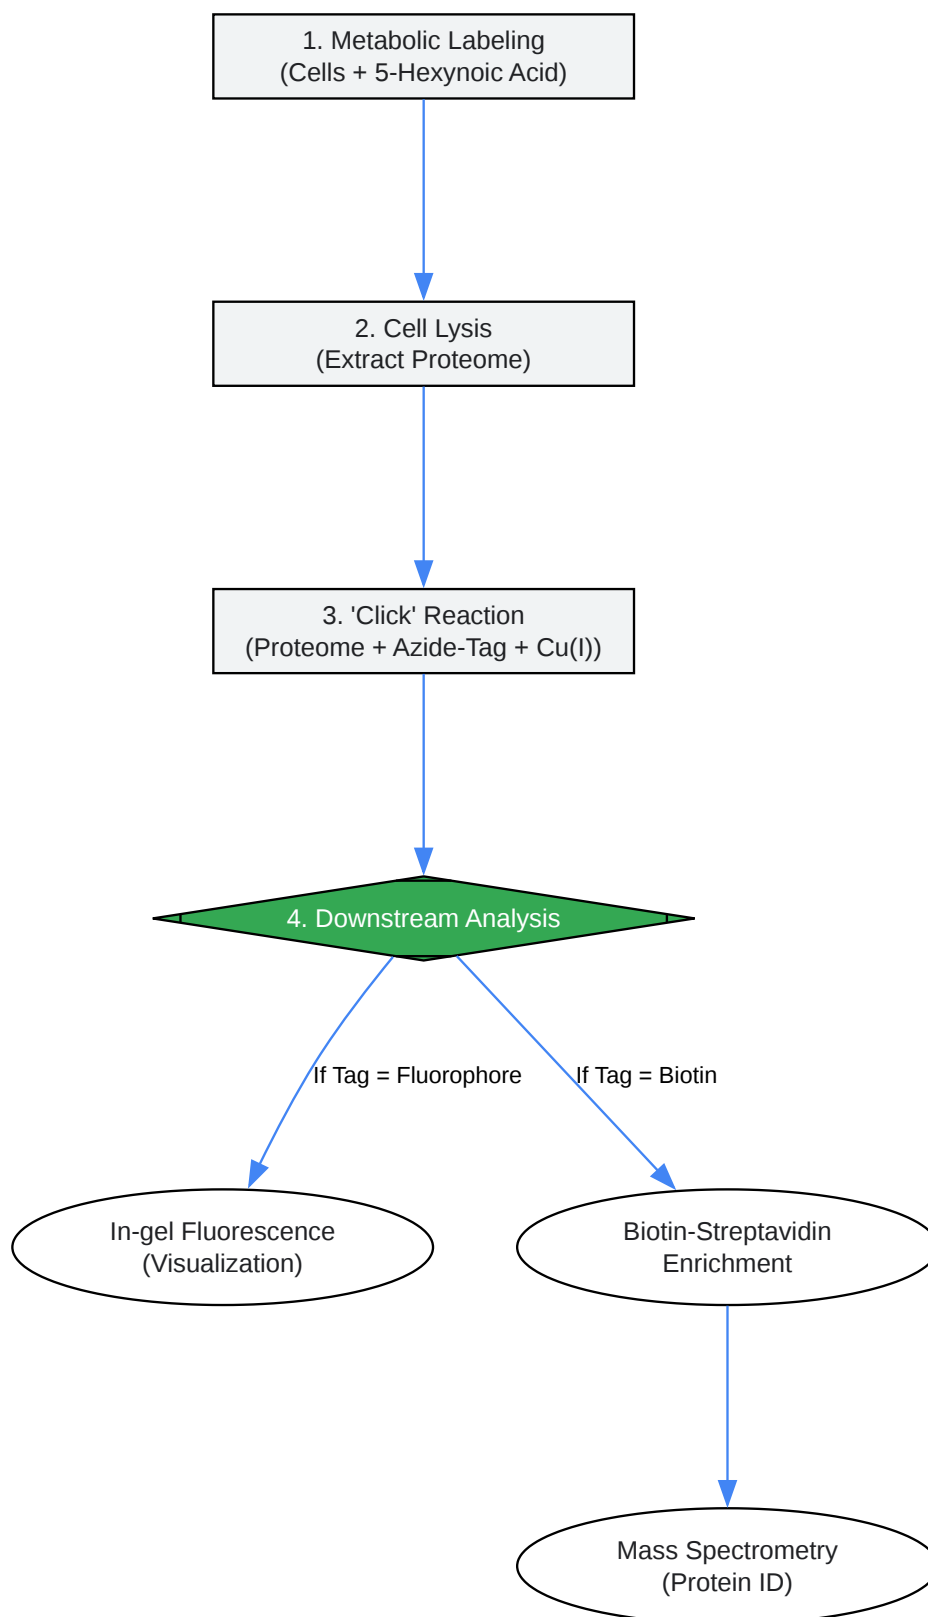 1. Metabolic Labeling
(Cells + 5-Hexynoic Acid)
2. Cell Lysis
(Extract Proteome)
3. 'Click' Reaction
(Proteome + Azide-Tag + Cu(I))
4. Downstream Analysis
If Tag = Fluorophore
If Tag = Biotin
In-gel Fluorescence
(Visualization)
Biotin-Streptavidin
Enrichment
Mass Spectrometry
(Protein ID)